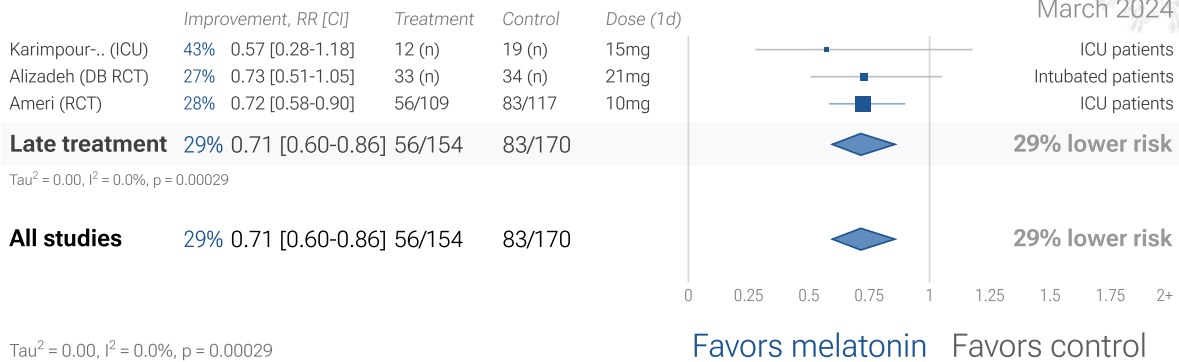 March 2024
Improvement, RR [CI] Treatment Control Dose (1d)
Karimpour-.. (ICU) 43% 0.57 [0.28-1.18] 12 (n) 19 (n) 15mg ICU patients
Alizadeh (DB RCT) 27% 0.73 [0.51-1.05] 33 (n) 34 (n) 21mg Intubated patients
Ameri (RCT) 28% 0.72 [0.58-0.90] 56/109 83/117 10mg ICU patients
Late treatment 29% 0.71 [0.60-0.86] 56/154 83/170 29% lower risk
Tau² = 0.00, I² = 0.0%, p = 0.00029
All studies 29% 0.71 [0.60-0.86] 56/154 83/170 29% lower risk
0 0.25 0.5 0.75 1 1.25 1.5 1.75 2+
Tau² = 0.00, I² = 0.0%, p = 0.00029 Favors melatonin Favors control